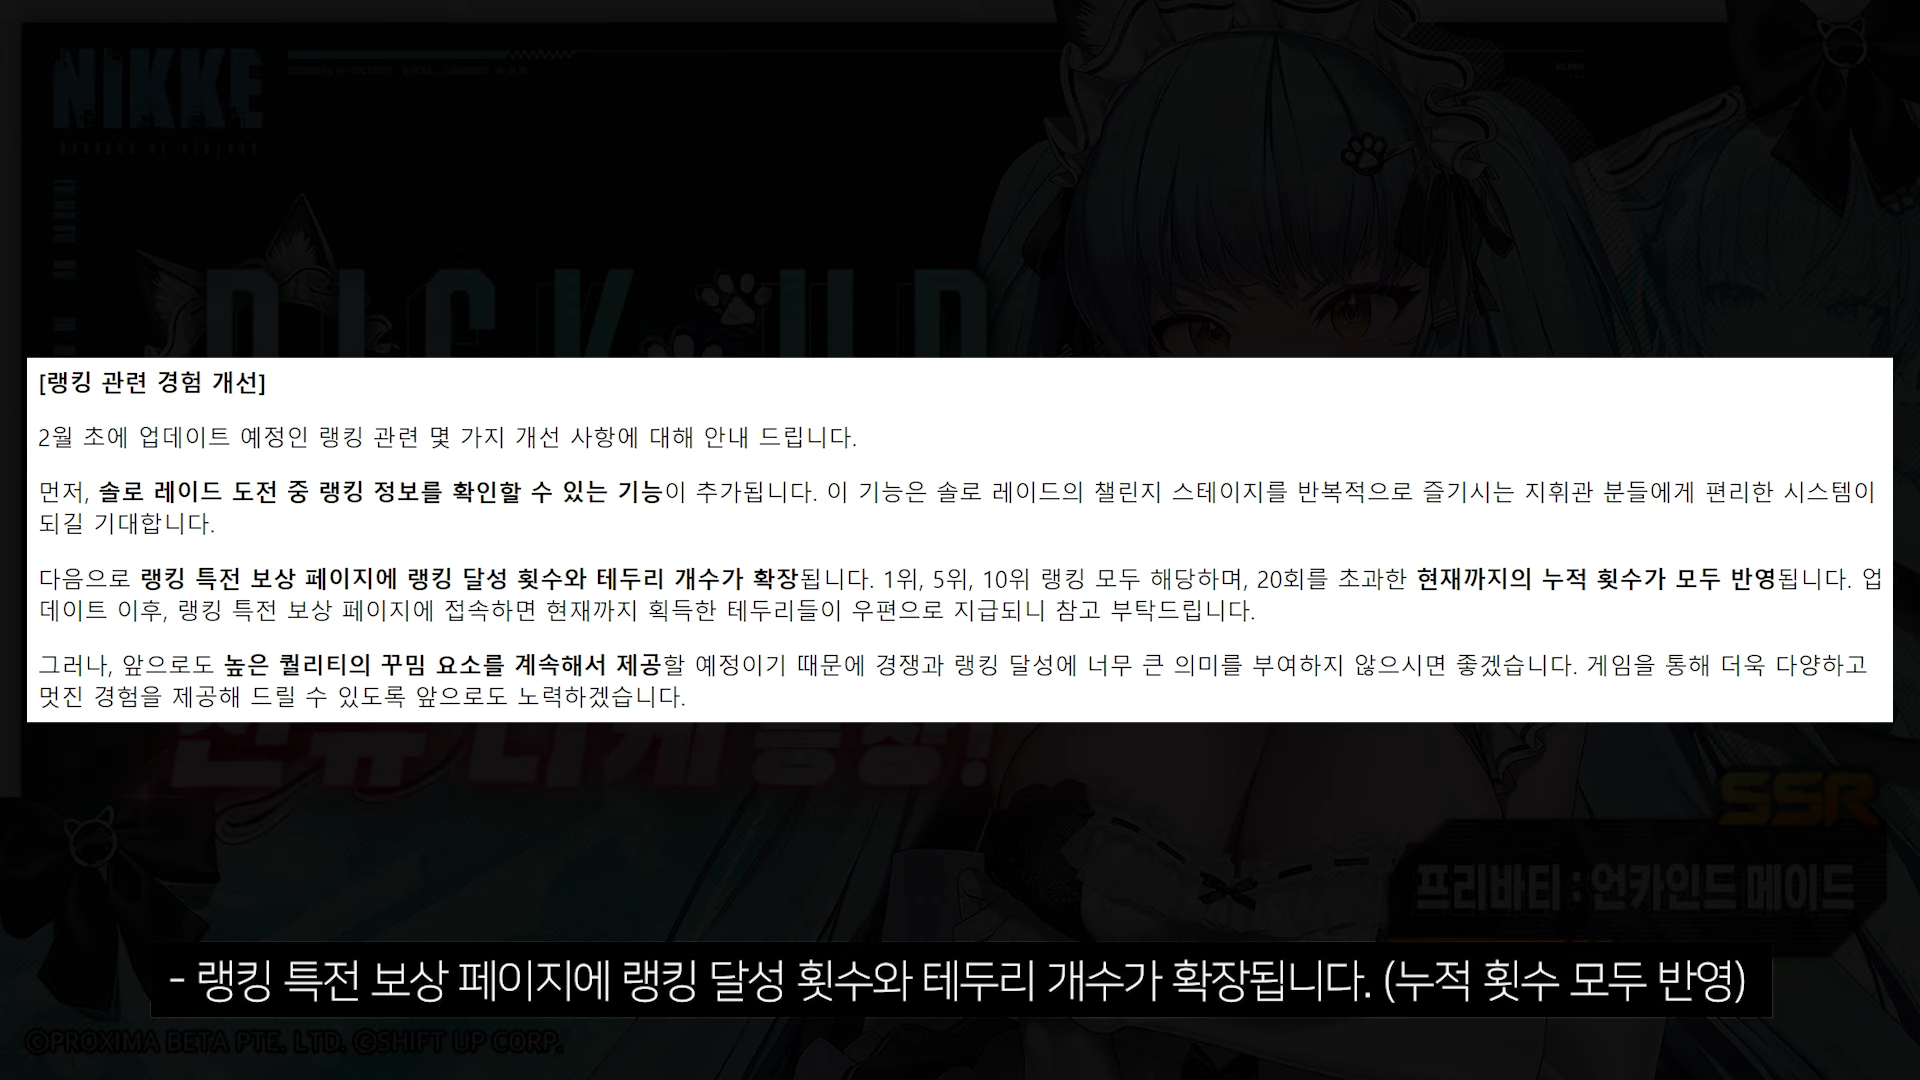 NIKKE
PICK UP
[랭킹 관련 경험 개선]
2월 초에 업데이트 예정인 랭킹 관련 몇 가지 개선 사항에 대해 안내 드립니다.
먼저, 솔로 레이드 도전 중 랭킹 정보를 확인할 수 있는 기능이 추가됩니다. 이 기능은 솔로 레이드의 챌린지 스테이지를 반복적으로 즐기시는 지휘관 분들에게 편리한 시스템이
되길 기대합니다.
다음으로 랭킹 특전 보상 페이지에 랭킹 달성 횟수와 테두리 개수가 확장됩니다. 1위, 5위, 10위 랭킹 모두 해당하며, 20회를 초과한 현재까지의 누적 횟수가 모두 반영됩니다. 업
데이트 이후, 랭킹 특전 보상 페이지에 접속하면 현재까지 획득한 테두리들이 우편으로 지급되니 참고 부탁드립니다.
그러나, 앞으로도 높은 퀄리티의 꾸밈 요소를 계속해서 제공할 예정이기 때문에 경쟁과 랭킹 달성에 너무 큰 의미를 부여하지 않으시면 좋겠습니다. 게임을 통해 더욱 다양하고
멋진 경험을 제공해 드릴 수 있도록 앞으로도 노력하겠습니다.
SSR
프리바티 : 언카인드 메이드
- 랭킹 특전 보상 페이지에 랭킹 달성 횟수와 테두리 개수가 확장됩니다. (누적 횟수 모두 반영)
©PROXIMA BETA PTE. LTD. ©SHIFT UP CORP.